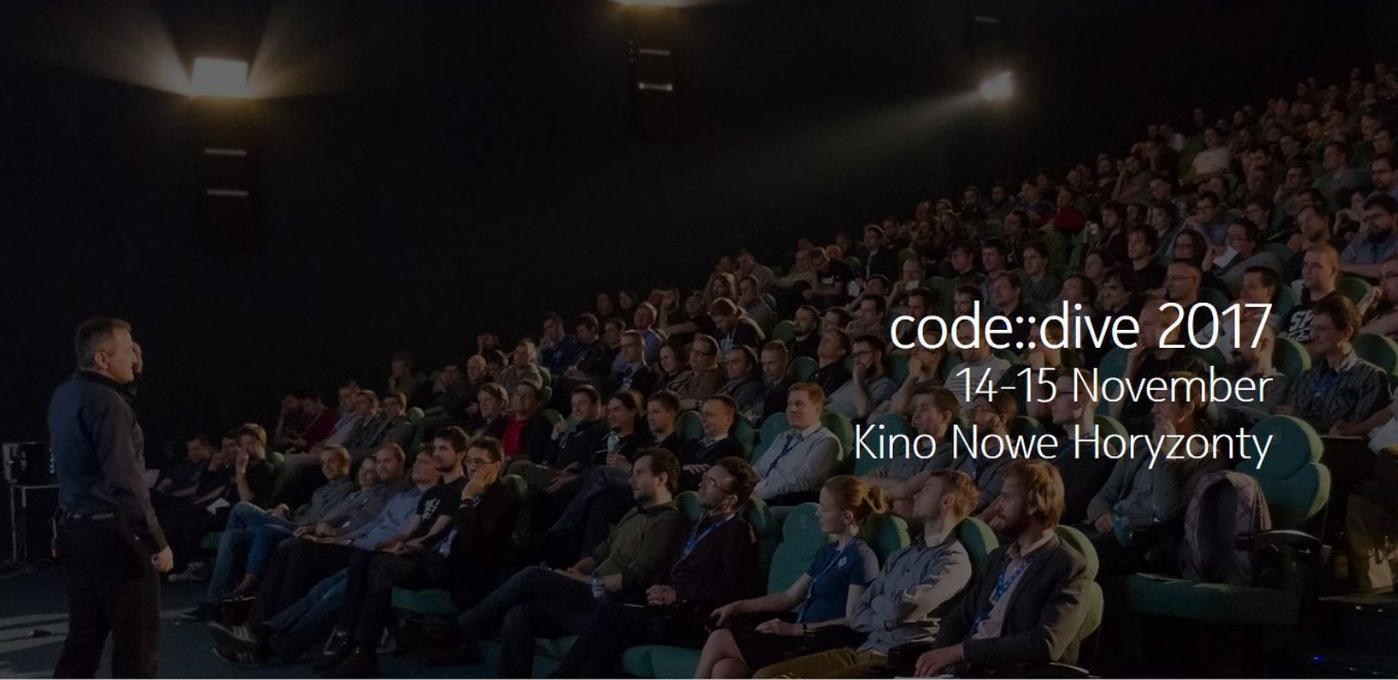 code::dive 2017
14-15 November
Kino Nowe Horyzonty